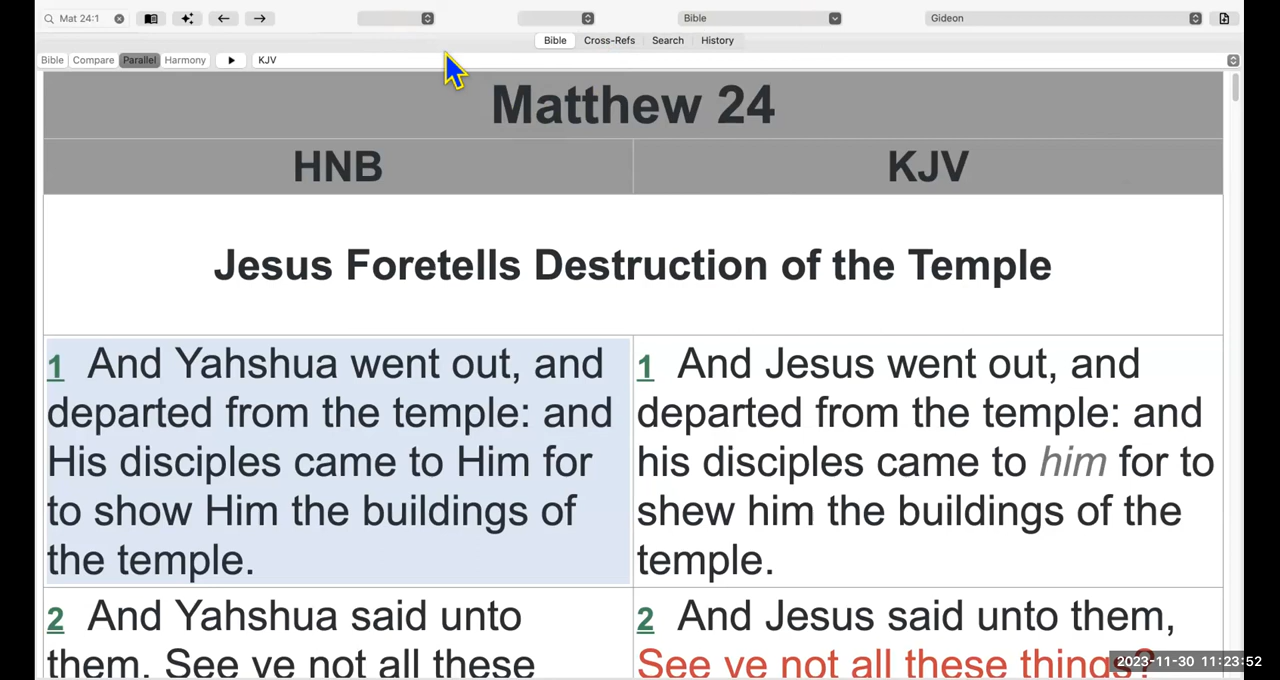 Mat 24:1
Bible
Gideon
Bible Cross-Refs Search History
Bible Compare Parallel Harmony KJV
Matthew 24
HNB KJV
Jesus Foretells Destruction of the Temple
1 And Yahshua went out, and
departed from the temple: and
His disciples came to Him for
to show Him the buildings of
the temple.
1 And Jesus went out, and
departed from the temple: and
his disciples came to him for to
shew him the buildings of the
temple.
2 And Yahshua said unto
them, See ye not all these
2 And Jesus said unto them,
See ye not all these things?
2023-11-30 11:23:52